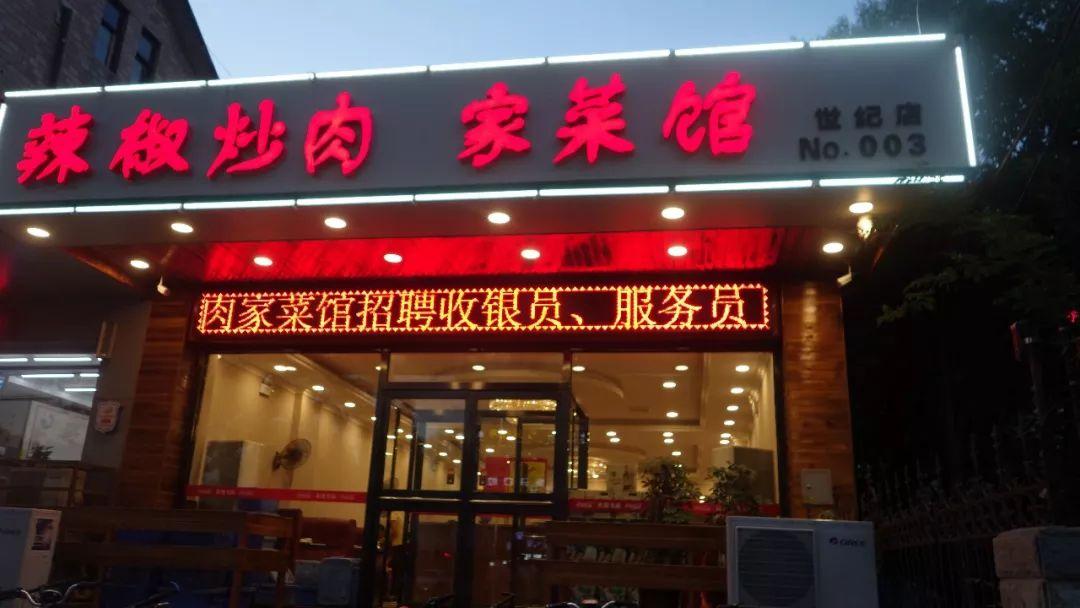 辣椒炒肉 家菜馆
世纪店
No. 003
肉家菜馆招聘收银员、服务员
GREE